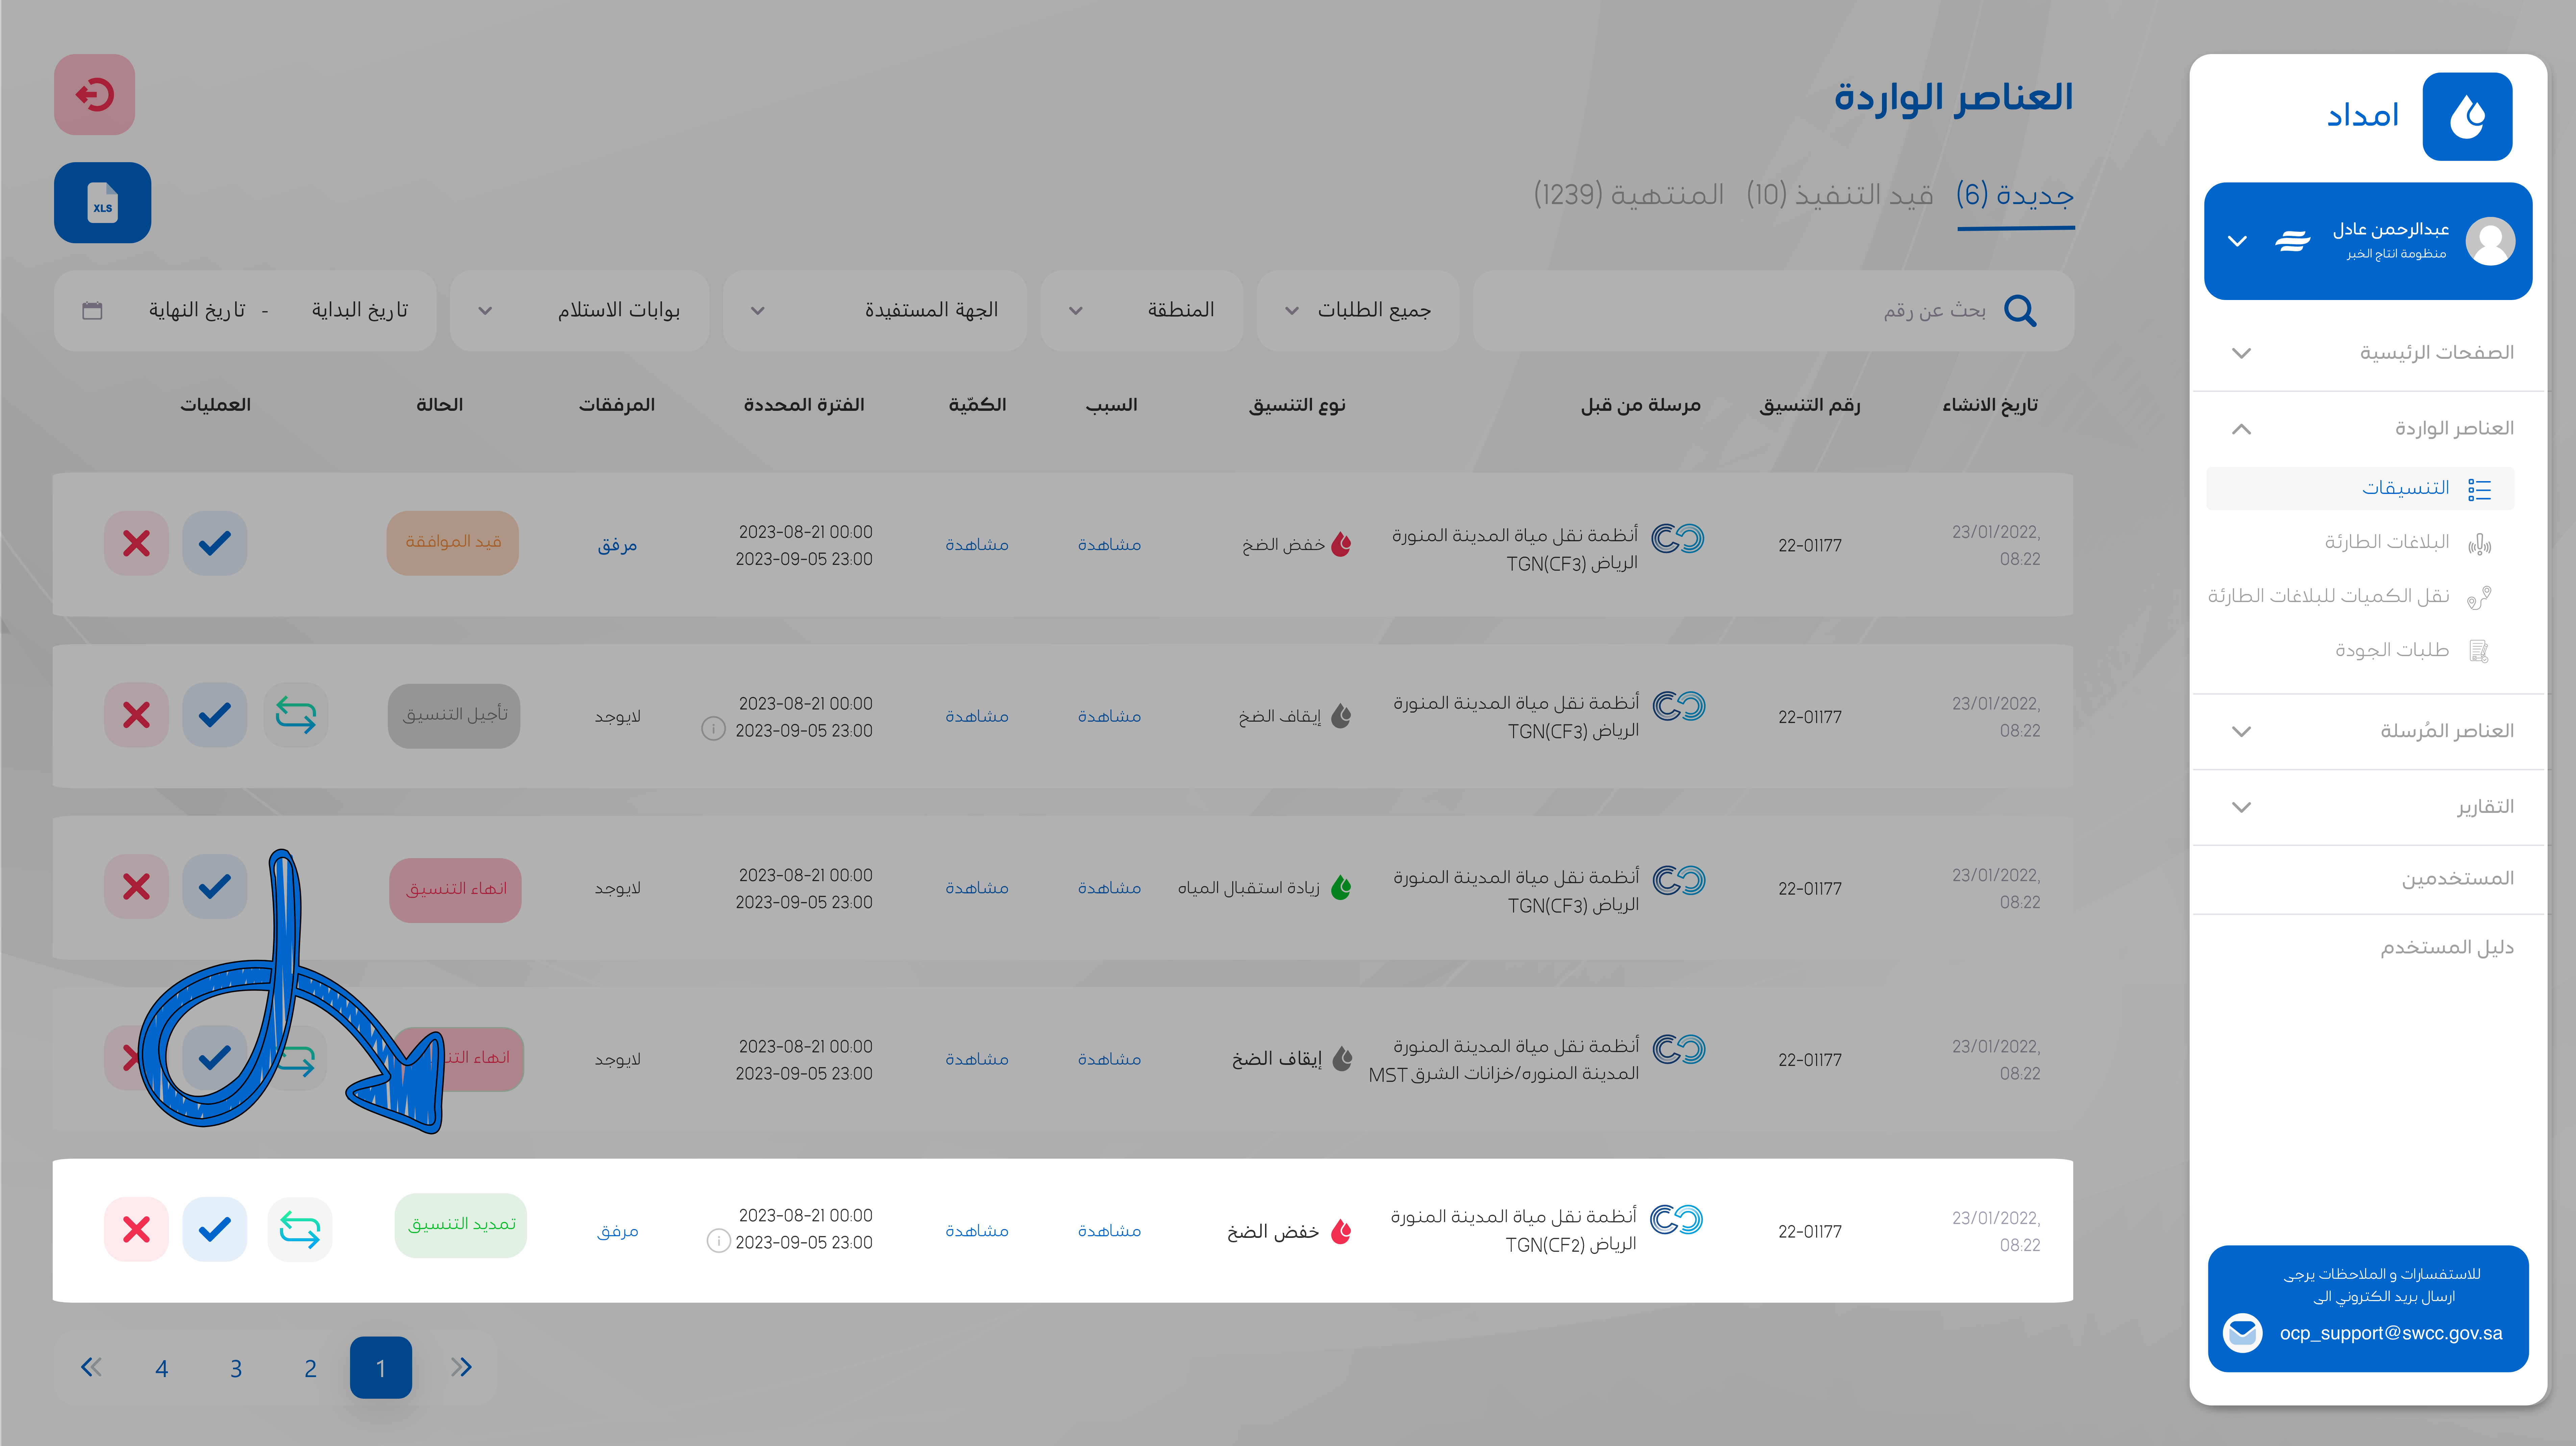 امداد
عبدالرحمن عادل
منظومة انتاج الخبر
الصفحات الرئيسية
العناصر الواردة
التنسيقات
البلاغات الطارئة
نقل الكميات للبلاغات الطارئة
طلبات الجودة
العناصر المُرسلة
التقارير
المستخدمين
دليل المستخدم
للاستفسارات و الملاحظات يرجى
ارسال بريد الكتروني الى
ocp_support@swcc.gov.sa
العناصر الواردة
جديدة (6) قيد التنفيذ (10) المنتهية (1239)
XLS
بحث عن رقم
جميع الطلبات
المنطقة
الجهة المستفيدة
بوابات الاستلام
تاريخ البداية - تاريخ النهاية
تاريخ الانشاء رقم التنسيق مرسلة من قبل نوع التنسيق السبب الكمّية الفترة المحددة المرفقات الحالة العمليات
23/01/2022,
08:22
22-01177
أنظمة نقل مياة المدينة المنورة
الرياض TGN(CF3)
خفض الضخ
مشاهدة
مشاهدة
2023-08-21 00:00
2023-09-05 23:00
مرفق
قيد الموافقة
23/01/2022,
08:22
22-01177
أنظمة نقل مياة المدينة المنورة
الرياض TGN(CF3)
إيقاف الضخ
مشاهدة
مشاهدة
2023-08-21 00:00
2023-09-05 23:00
لايوجد
تأجيل التنسيق
23/01/2022,
08:22
22-01177
أنظمة نقل مياة المدينة المنورة
الرياض TGN(CF3)
زيادة استقبال المياه
مشاهدة
مشاهدة
2023-08-21 00:00
2023-09-05 23:00
لايوجد
انهاء التنسيق
23/01/2022,
08:22
22-01177
أنظمة نقل مياة المدينة المنورة
المدينة المنوره/خزانات الشرق MST
إيقاف الضخ
مشاهدة
مشاهدة
2023-08-21 00:00
2023-09-05 23:00
لايوجد
انهاء
23/01/2022,
08:22
22-01177
أنظمة نقل مياة المدينة المنورة
الرياض TGN(CF2)
خفض الضخ
مشاهدة
مشاهدة
2023-08-21 00:00
2023-09-05 23:00
مرفق
تمديد التنسيق
1 2 3 4